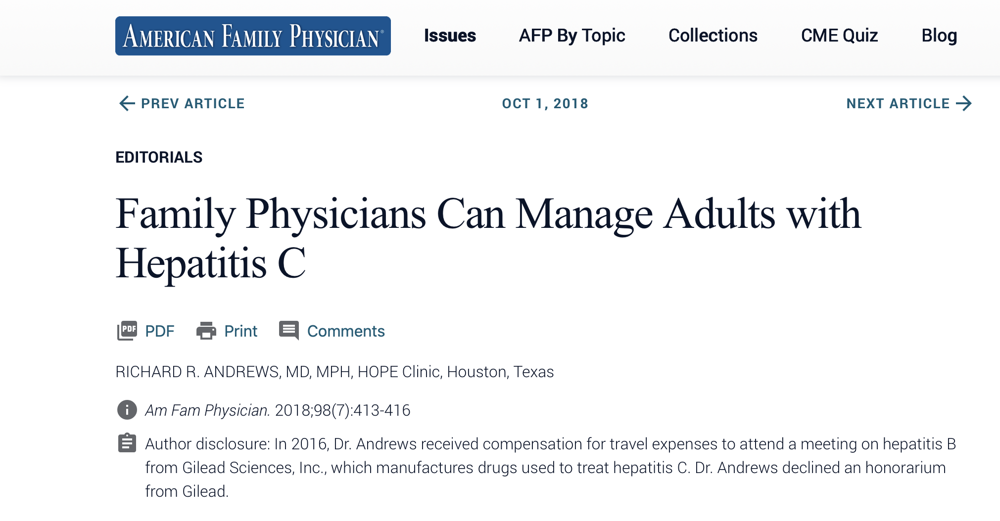 AMERICAN FAMILY PHYSICIAN®
Issues
AFP By Topic
Collections
CME Quiz
Blog
PREV ARTICLE
OCT 1, 2018
NEXT ARTICLE
EDITORIALS
Family Physicians Can Manage Adults with
Hepatitis C
PDF PDF
Print
Comments
RICHARD R. ANDREWS, MD, MPH, HOPE Clinic, Houston, Texas
Am Fam Physician. 2018;98(7):413-416
Author disclosure: In 2016, Dr. Andrews received compensation for travel expenses to attend a meeting on hepatitis B
from Gilead Sciences, Inc., which manufactures drugs used to treat hepatitis C. Dr. Andrews declined an honorarium
from Gilead.